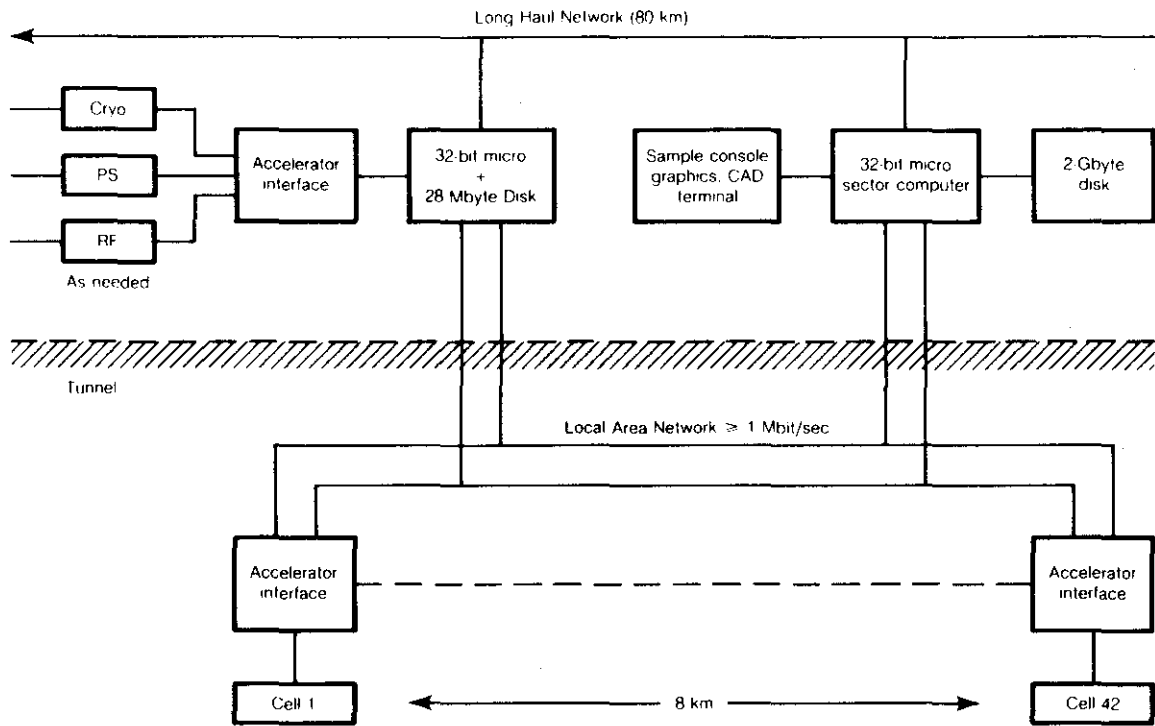 Long Haul Network (80 km)
Cryo
PS
RF
As needed
Accelerator
interface
32-bit micro
+
28 Mbyte Disk
Sample console
graphics, CAD
terminal
32-bit micro
sector computer
2-Gbyte
disk
Tunnel
Local Area Network ⩾ 1 Mbit/sec
Accelerator
interface
Accelerator
interface
Cell 1
8 km
Cell 42